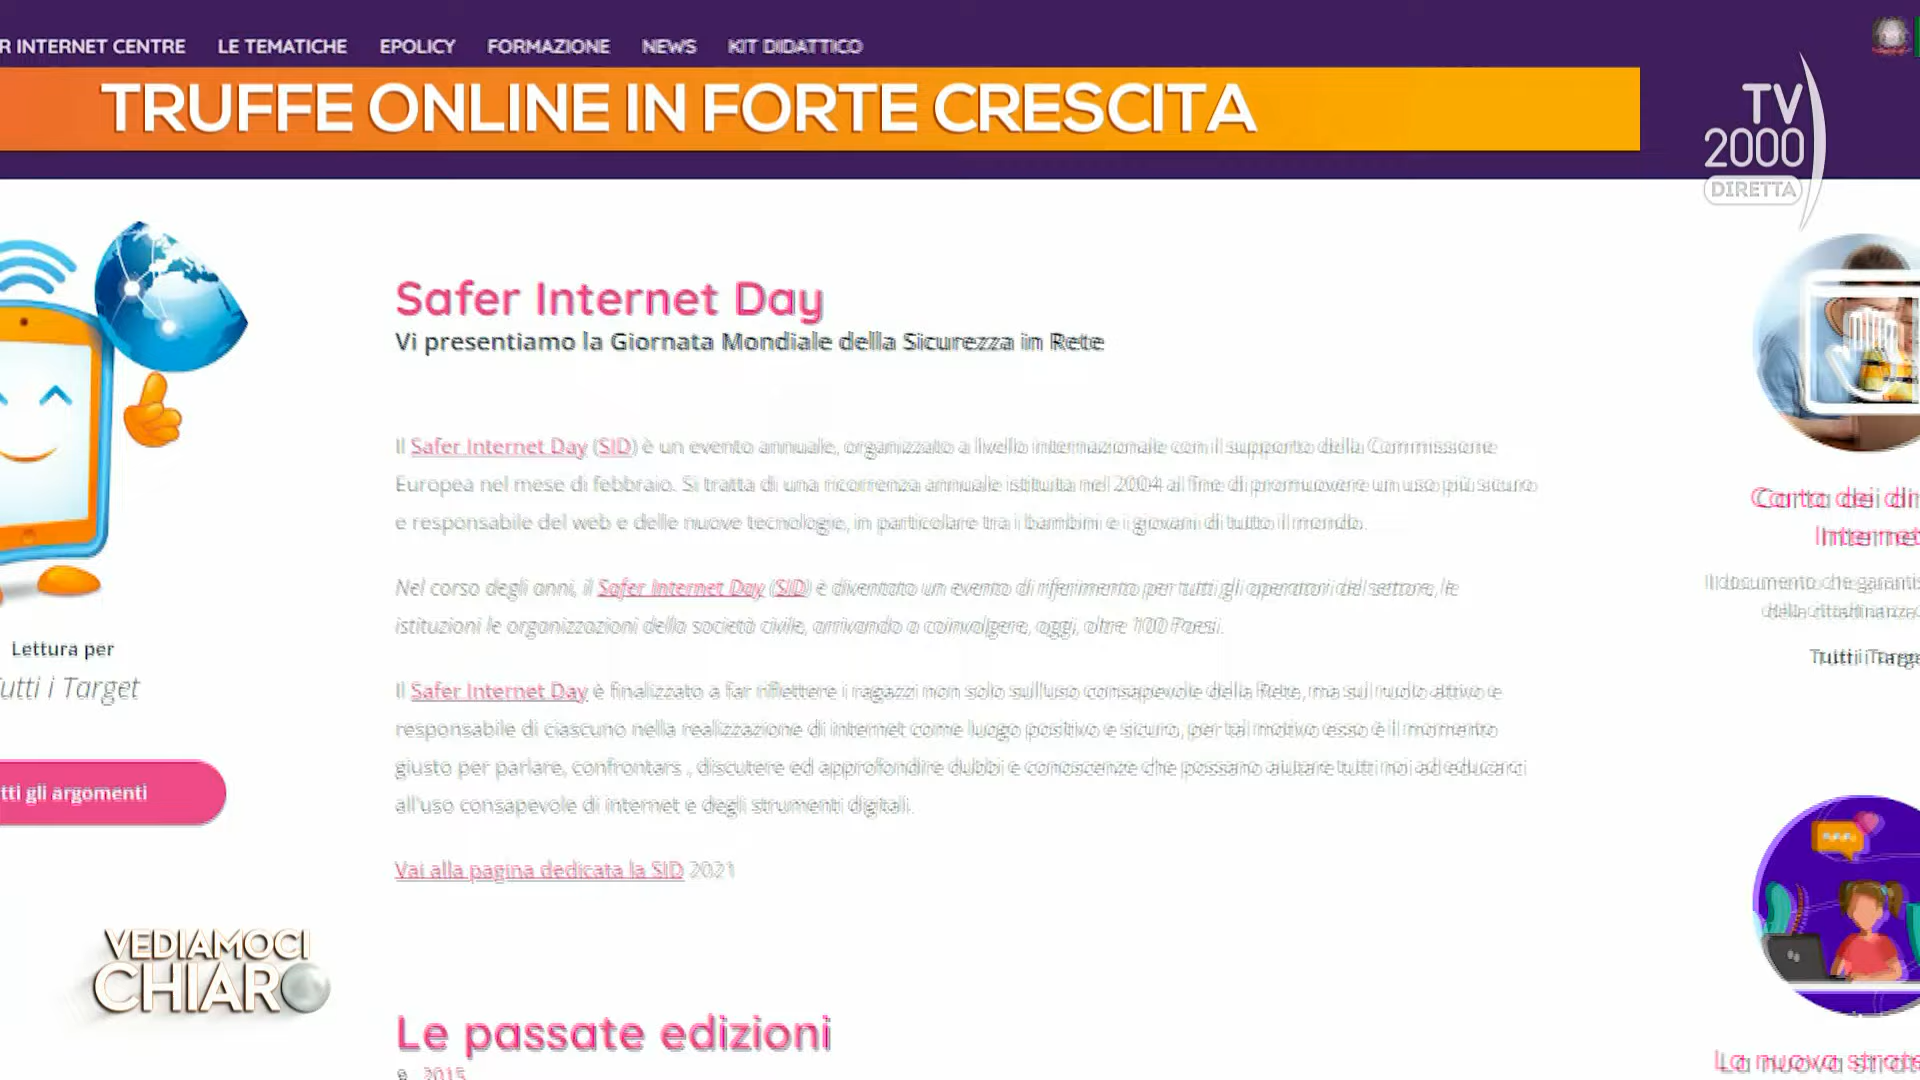 R INTERNET CENTRE LE TEMATICHE EPOLICY FORMAZIONE NEWS KIT DIDATTICO
TRUFFE ONLINE IN FORTE CRESCITA
TV
2000
DIRETTA
Safer Internet Day
Vi presentiamo la Giornata Mondiale della Sicurezza in Rete
Il Safer Internet Day (SID) è un evento annuale, organizzato a livello internazionale con il supporto della Commissione
Europea nel mese di febbraio. Si tratta di una ricorrenza annuale istituita nel 2004 al fine di promuovere un uso più sicuro
e responsabile del web e delle nuove tecnologie, in particolare tra i bambini e i giovani di tutto il mondo.
Nel corso degli anni, il Safer Internet Day (SID) è diventato un evento di riferimento per tutti gli operatori del settore, le
istituzioni le organizzazioni della società civile, arrivando a coinvolgere, oggi, oltre 100 Paesi.
Il Safer Internet Day è finalizzato a far riflettere i ragazzi non solo sull'uso consapevole della Rete, ma sul ruolo attivo e
responsabile di ciascuno nella realizzazione di internet come luogo positivo e sicuro, per tal motivo esso è il momento
giusto per parlare, confrontars , discutere ed approfondire dubbi e conoscenze che possano aiutare tutti noi ad educarci
all'uso consapevole di internet e degli strumenti digitali.
Vai alla pagina dedicata la SID 2021
Le passate edizioni
2015
Lettura per
utti i Target
tti gli argomenti
VEDIAMOCI
CHIARO
Carta dei dir
Internet
Il documento che garantis
della cittadinanza
Tutti i Targe
La nuova strate